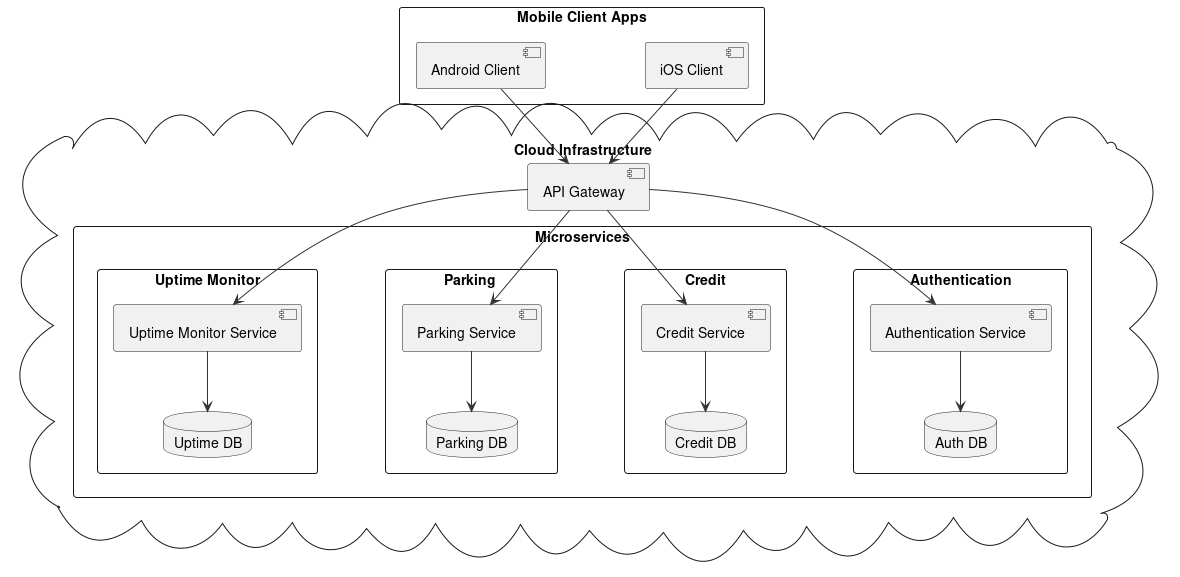 Mobile Client Apps
Android Client
iOS Client
Cloud Infrastructure
API Gateway
Microservices
Uptime Monitor
Parking
Credit
Authentication
Uptime Monitor Service
Parking Service
Credit Service
Authentication Service
Uptime DB
Parking DB
Credit DB
Auth DB